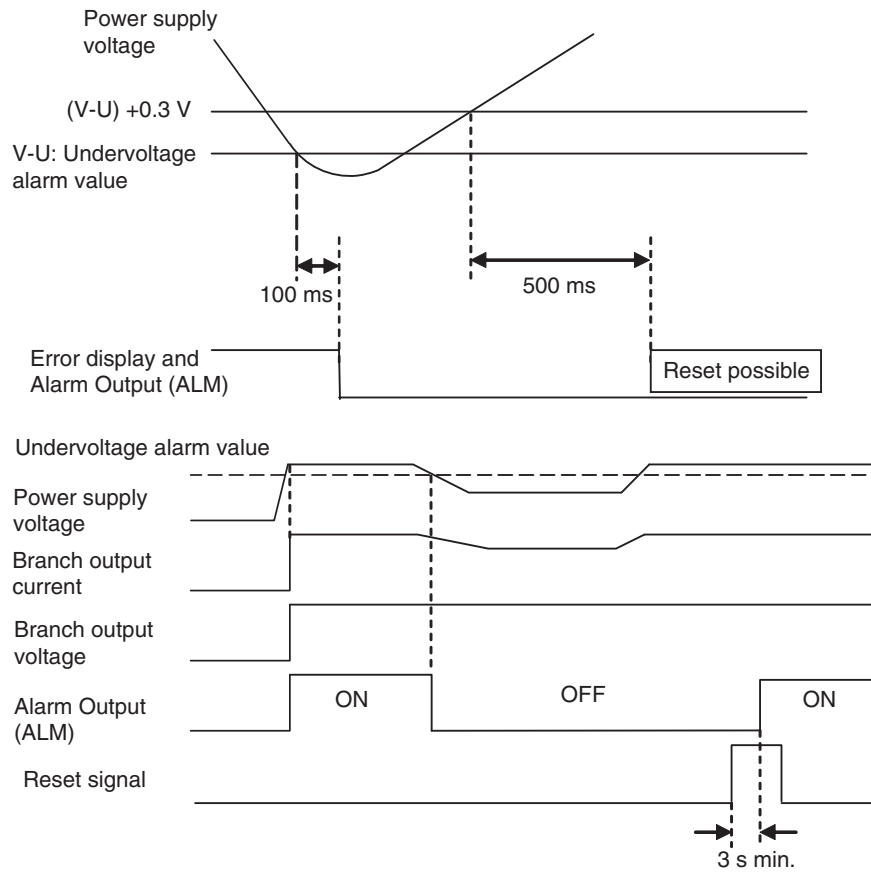 Power supply
voltage
(V-U) +0.3 V
V-U: Undervoltage
alarm value
100 ms
500 ms
Error display and
Alarm Output (ALM)
Reset possible
Undervoltage alarm value
Power supply
voltage
Branch output
current
Branch output
voltage
Alarm Output
(ALM)
ON
OFF
ON
Reset signal
3 s min.